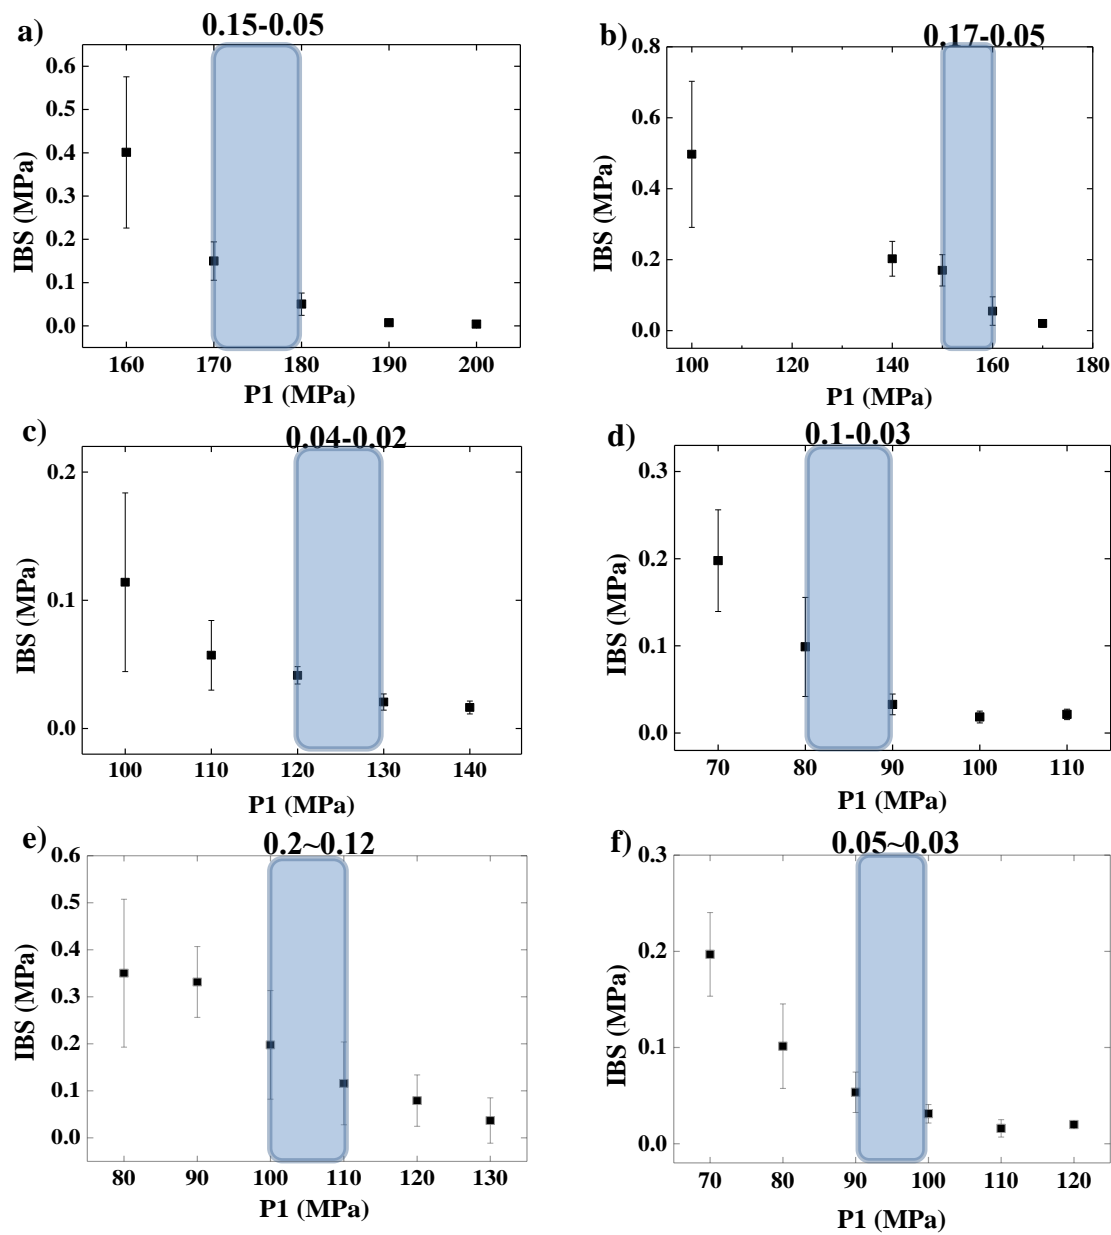 a)
0.15-0.05
0.6
0.5
0.4
0.3
0.2
0.1
0.0
IBS (MPa)
160 170 180 190 200
P1 (MPa)
b)
0.17-0.05
0.8
0.6
0.4
0.2
0.0
IBS (MPa)
100 120 140 160 180
P1 (MPa)
c)
0.04-0.02
0.2
0.1
0.0
IBS (MPa)
100 110 120 130 140
P1 (MPa)
d)
0.1-0.03
0.3
0.2
0.1
0.0
IBS (MPa)
70 80 90 100 110
P1 (MPa)
e)
0.2~0.12
0.6
0.5
0.4
0.3
0.2
0.1
0.0
IBS (MPa)
80 90 100 110 120 130
P1 (MPa)
f)
0.05~0.03
0.3
0.2
0.1
0.0
IBS (MPa)
70 80 90 100 110 120
P1 (MPa)